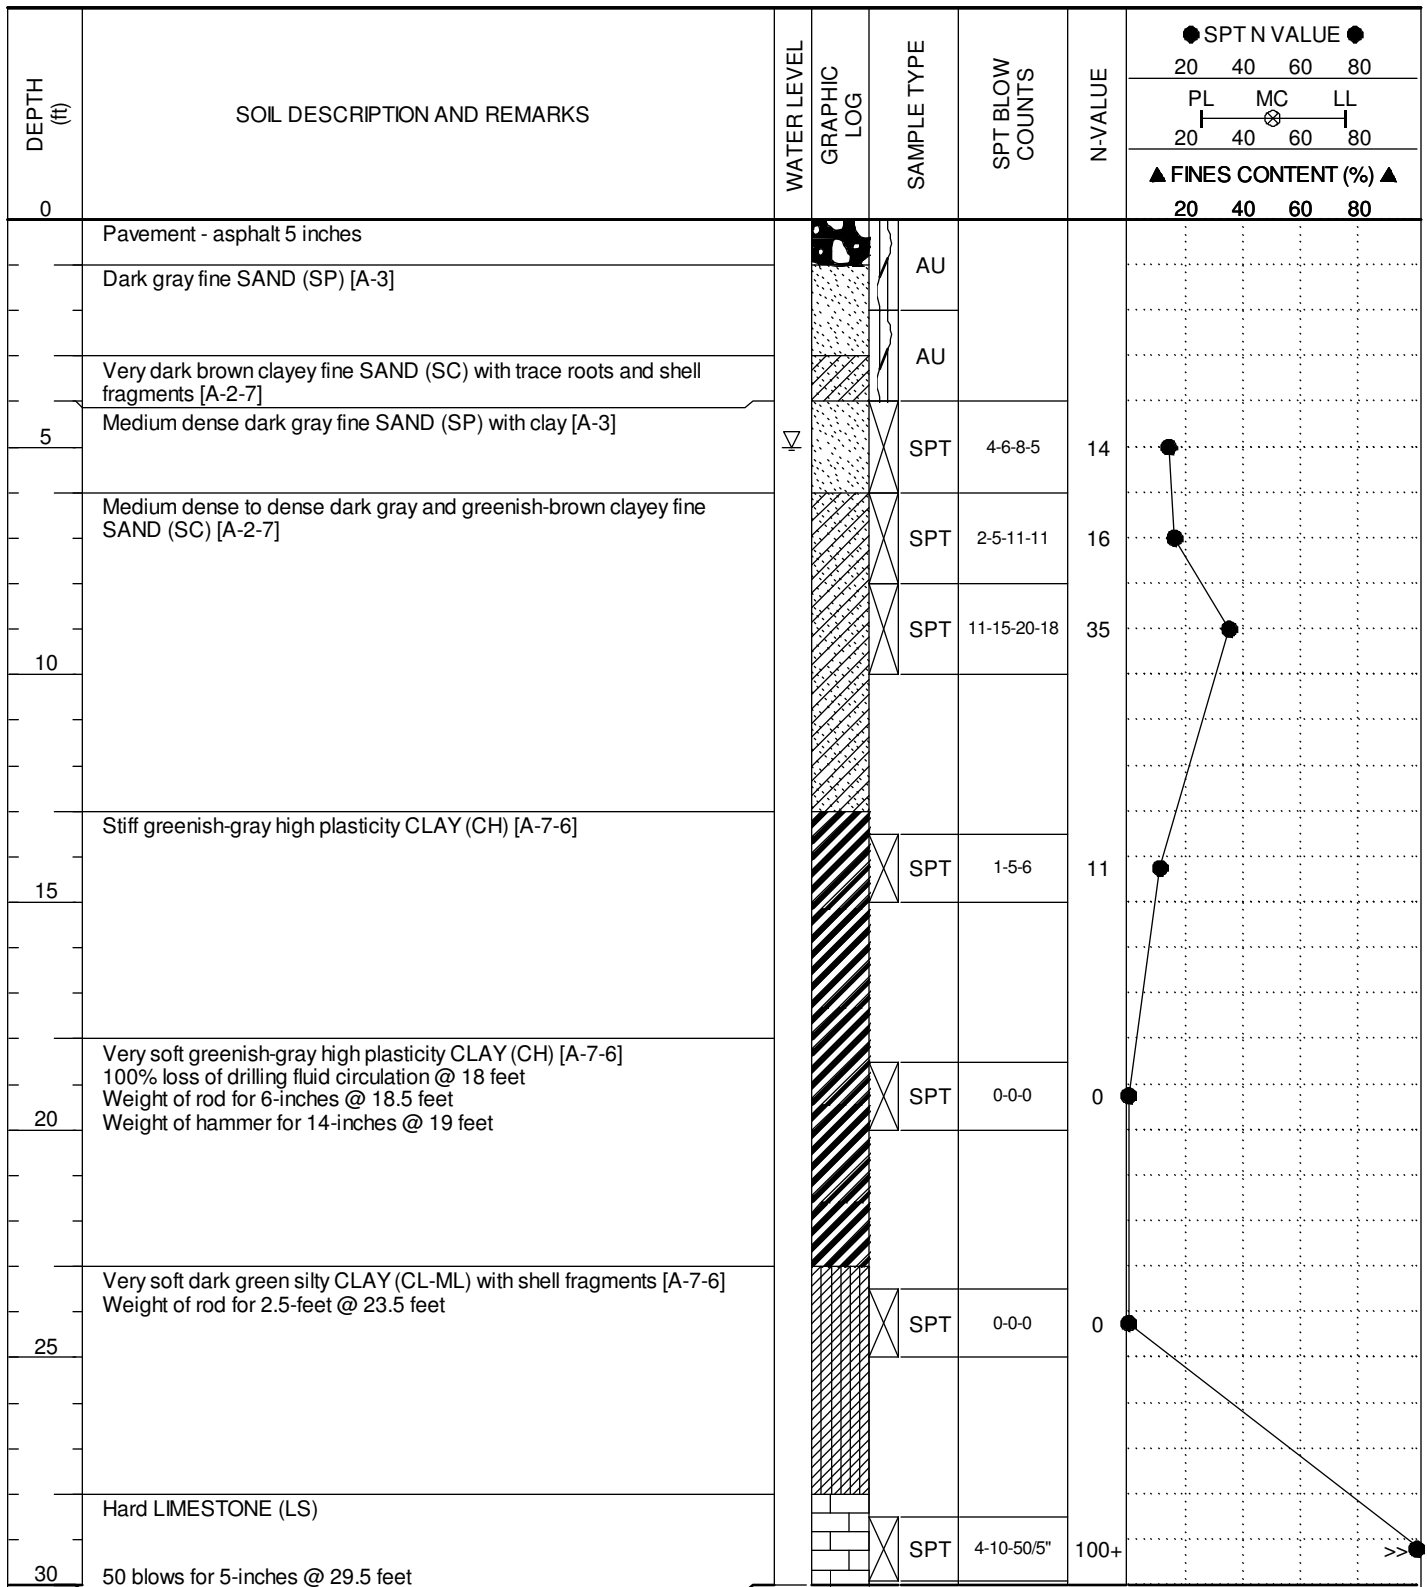 DEPTH
(ft)
SOIL DESCRIPTION AND REMARKS
WATER LEVEL
GRAPHIC
LOG
SAMPLE TYPE
SPT BLOW
COUNTS
N-VALUE
SPT N VALUE
20 40 60 80
PL MC LL
20 40 60 80
▲ FINES CONTENT (%) ▲
20 40 60 80
0
Pavement - asphalt 5 inches
AU
Dark gray fine SAND (SP) [A-3]
AU
Very dark brown clayey fine SAND (SC) with trace roots and shell
fragments [A-2-7]
Medium dense dark gray fine SAND (SP) with clay [A-3]
5
SPT 4-6-8-5 14
Medium dense to dense dark gray and greenish-brown clayey fine
SAND (SC) [A-2-7]
SPT 2-5-11-11 16
SPT 11-15-20-18 35
10
Stiff greenish-gray high plasticity CLAY (CH) [A-7-6]
SPT 1-5-6 11
15
Very soft greenish-gray high plasticity CLAY (CH) [A-7-6]
100% loss of drilling fluid circulation @ 18 feet
Weight of rod for 6-inches @ 18.5 feet
Weight of hammer for 14-inches @ 19 feet
SPT 0-0-0 0
20
Very soft dark green silty CLAY (CL-ML) with shell fragments [A-7-6]
Weight of rod for 2.5-feet @ 23.5 feet
SPT 0-0-0 0
25
Hard LIMESTONE (LS)
SPT 4-10-50/5" 100+ >>
30
50 blows for 5-inches @ 29.5 feet